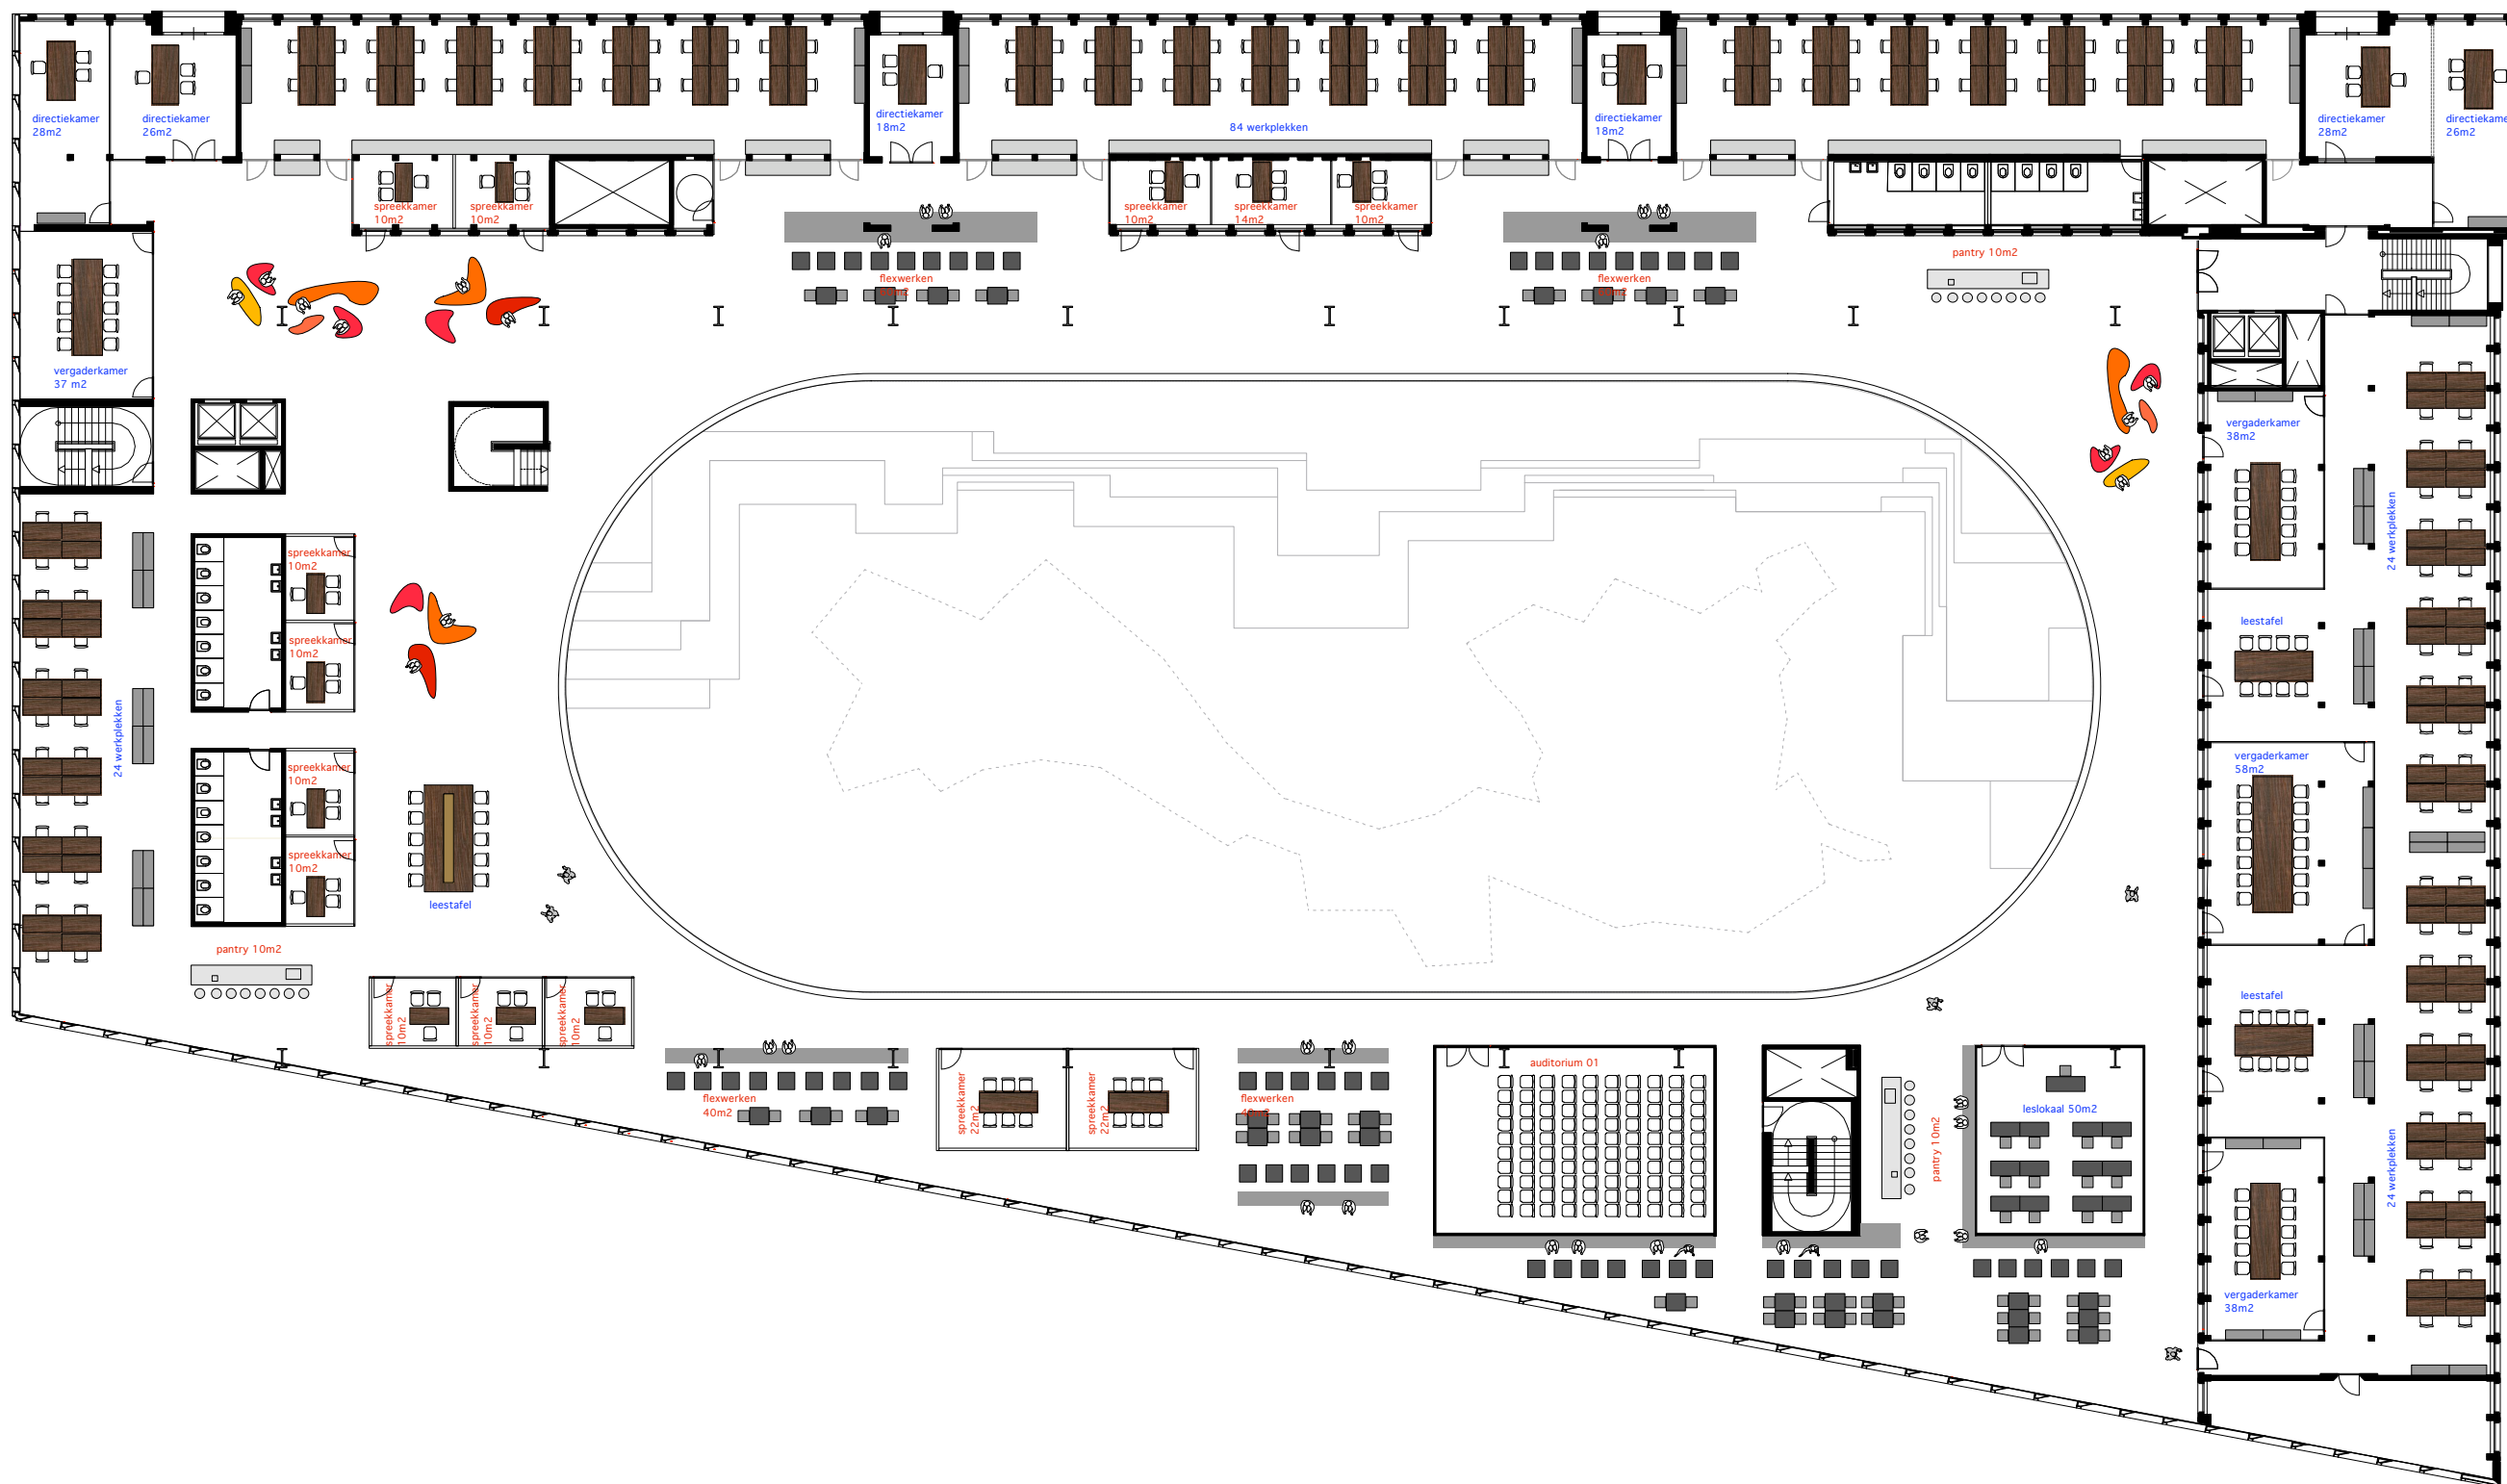 directiekamer
28m2
directiekamer
26m2
directiekamer
18m2
84 werkplekken
directiekamer
18m2
directiekamer
28m2
directiekame
26m2
spreekkamer
10m2
spreekkamer
10m2
spreekkamer
10m2
spreekkamer
14m2
spreekkamer
10m2
flexwerken
flexwerken
pantry 10m2
vergaderkamer
37 m2
vergaderkamer
38m2
24 werkplekken
spreekkamer
10m2
spreekkamer
10m2
24 werkplekken
spreekkamer
10m2
spreekkamer
10m2
leestafel
leestafel
vergaderkamer
58m2
pantry 10m2
spreekkamer
10m2
spreekkamer
10m2
spreekkamer
10m2
leestafel
flexwerken
40m2
spreekkamer
22m2
spreekkamer
22m2
flexwerken
40m2
auditorium 01
pantry 10m2
leslokaal 50m2
24 werkplekken
vergaderkamer
38m2